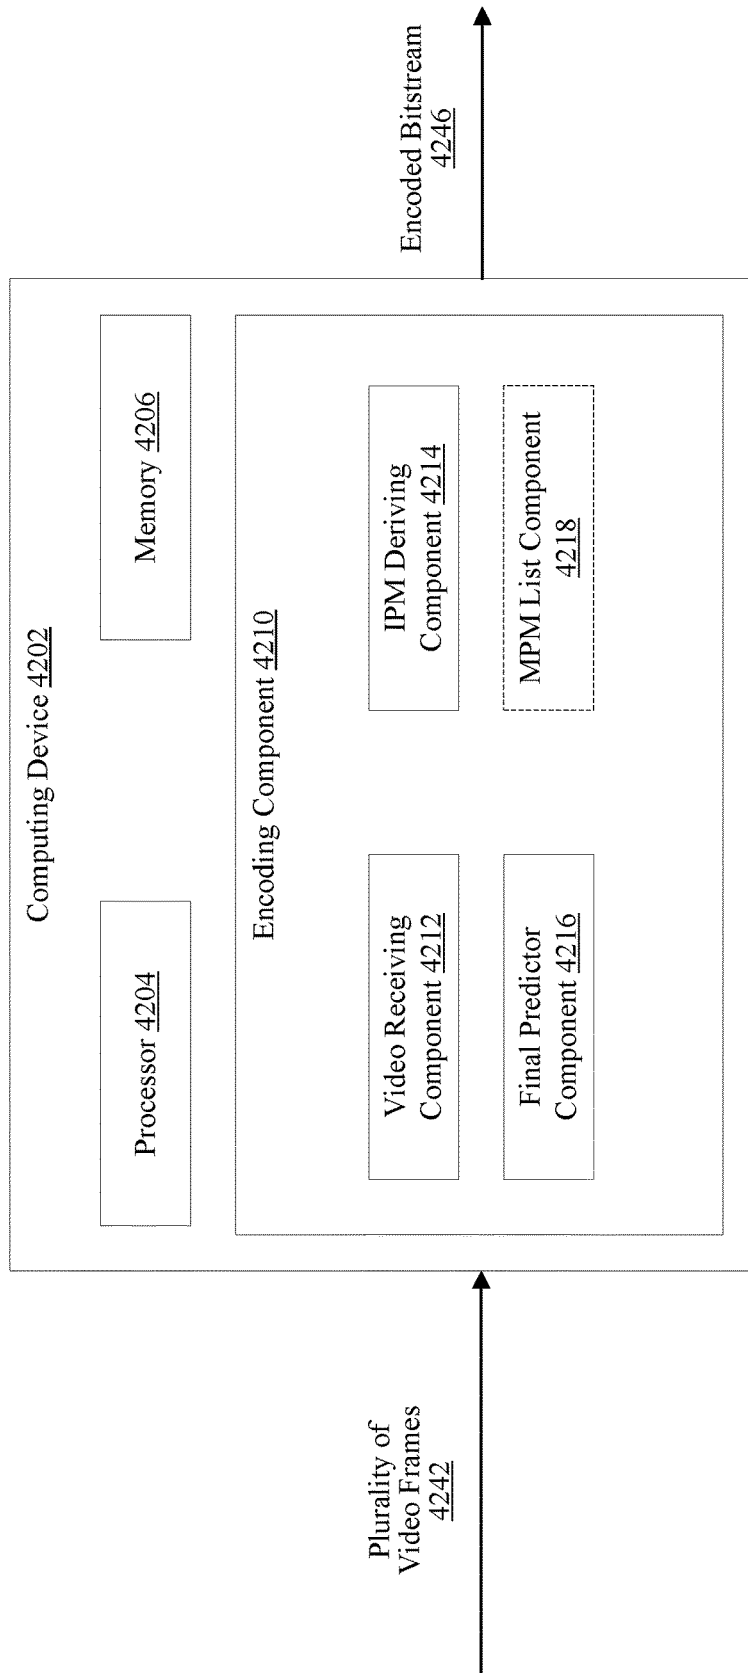 Computing Device 4202
Processor 4204
Memory 4206
Encoding Component 4210
Video Receiving
Component 4212
IPM Deriving
Component 4214
Final Predictor
Component 4216
MPM List Component
4218
Plurality of
Video Frames
4242
Encoded Bitstream
4246